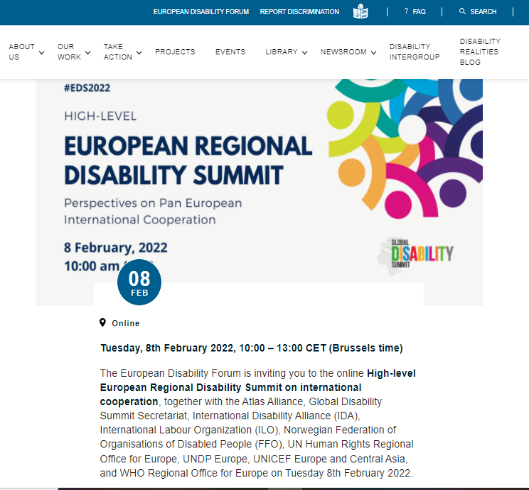 EUROPEAN DISABILITY FORUM REPORT DISCRIMINATION ? FAQ SEARCH
ABOUT US
OUR WORK
TAKE ACTION
PROJECTS
EVENTS
LIBRARY
NEWSROOM
DISABILITY INTERGROUP
DISABILITY REALITIES BLOG
#EDS2022
HIGH-LEVEL
EUROPEAN REGIONAL
DISABILITY SUMMIT
Perspectives on Pan European
International Cooperation
8 February, 2022
10:00 am
GLOBAL
DISABILITY
SUMMIT
08
FEB
Online
Tuesday, 8th February 2022, 10:00 – 13:00 CET (Brussels time)
The European Disability Forum is inviting you to the online High-level
European Regional Disability Summit on international
cooperation, together with the Atlas Alliance, Global Disability
Summit Secretariat, International Disability Alliance (IDA),
International Labour Organization (ILO), Norwegian Federation of
Organisations of Disabled People (FFO), UN Human Rights Regional
Office for Europe, UNDP Europe, UNICEF Europe and Central Asia,
and WHO Regional Office for Europe on Tuesday 8th February 2022.